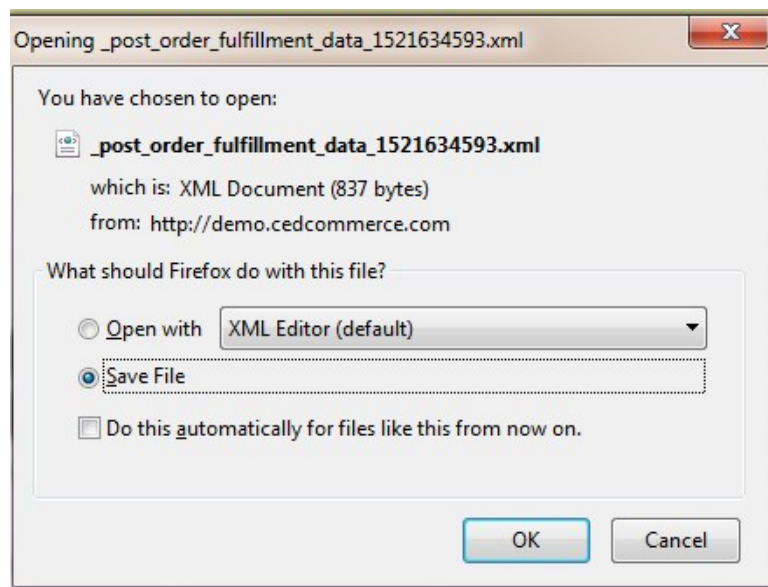 Opening _post_order_fulfillment_data_1521634593.xml
You have chosen to open:
_post_order_fulfillment_data_1521634593.xml
which is: XML Document (837 bytes)
from: http://demo.cedcommerce.com
What should Firefox do with this file?
Open with XML Editor (default)
Save File
Do this automatically for files like this from now on.
OK Cancel